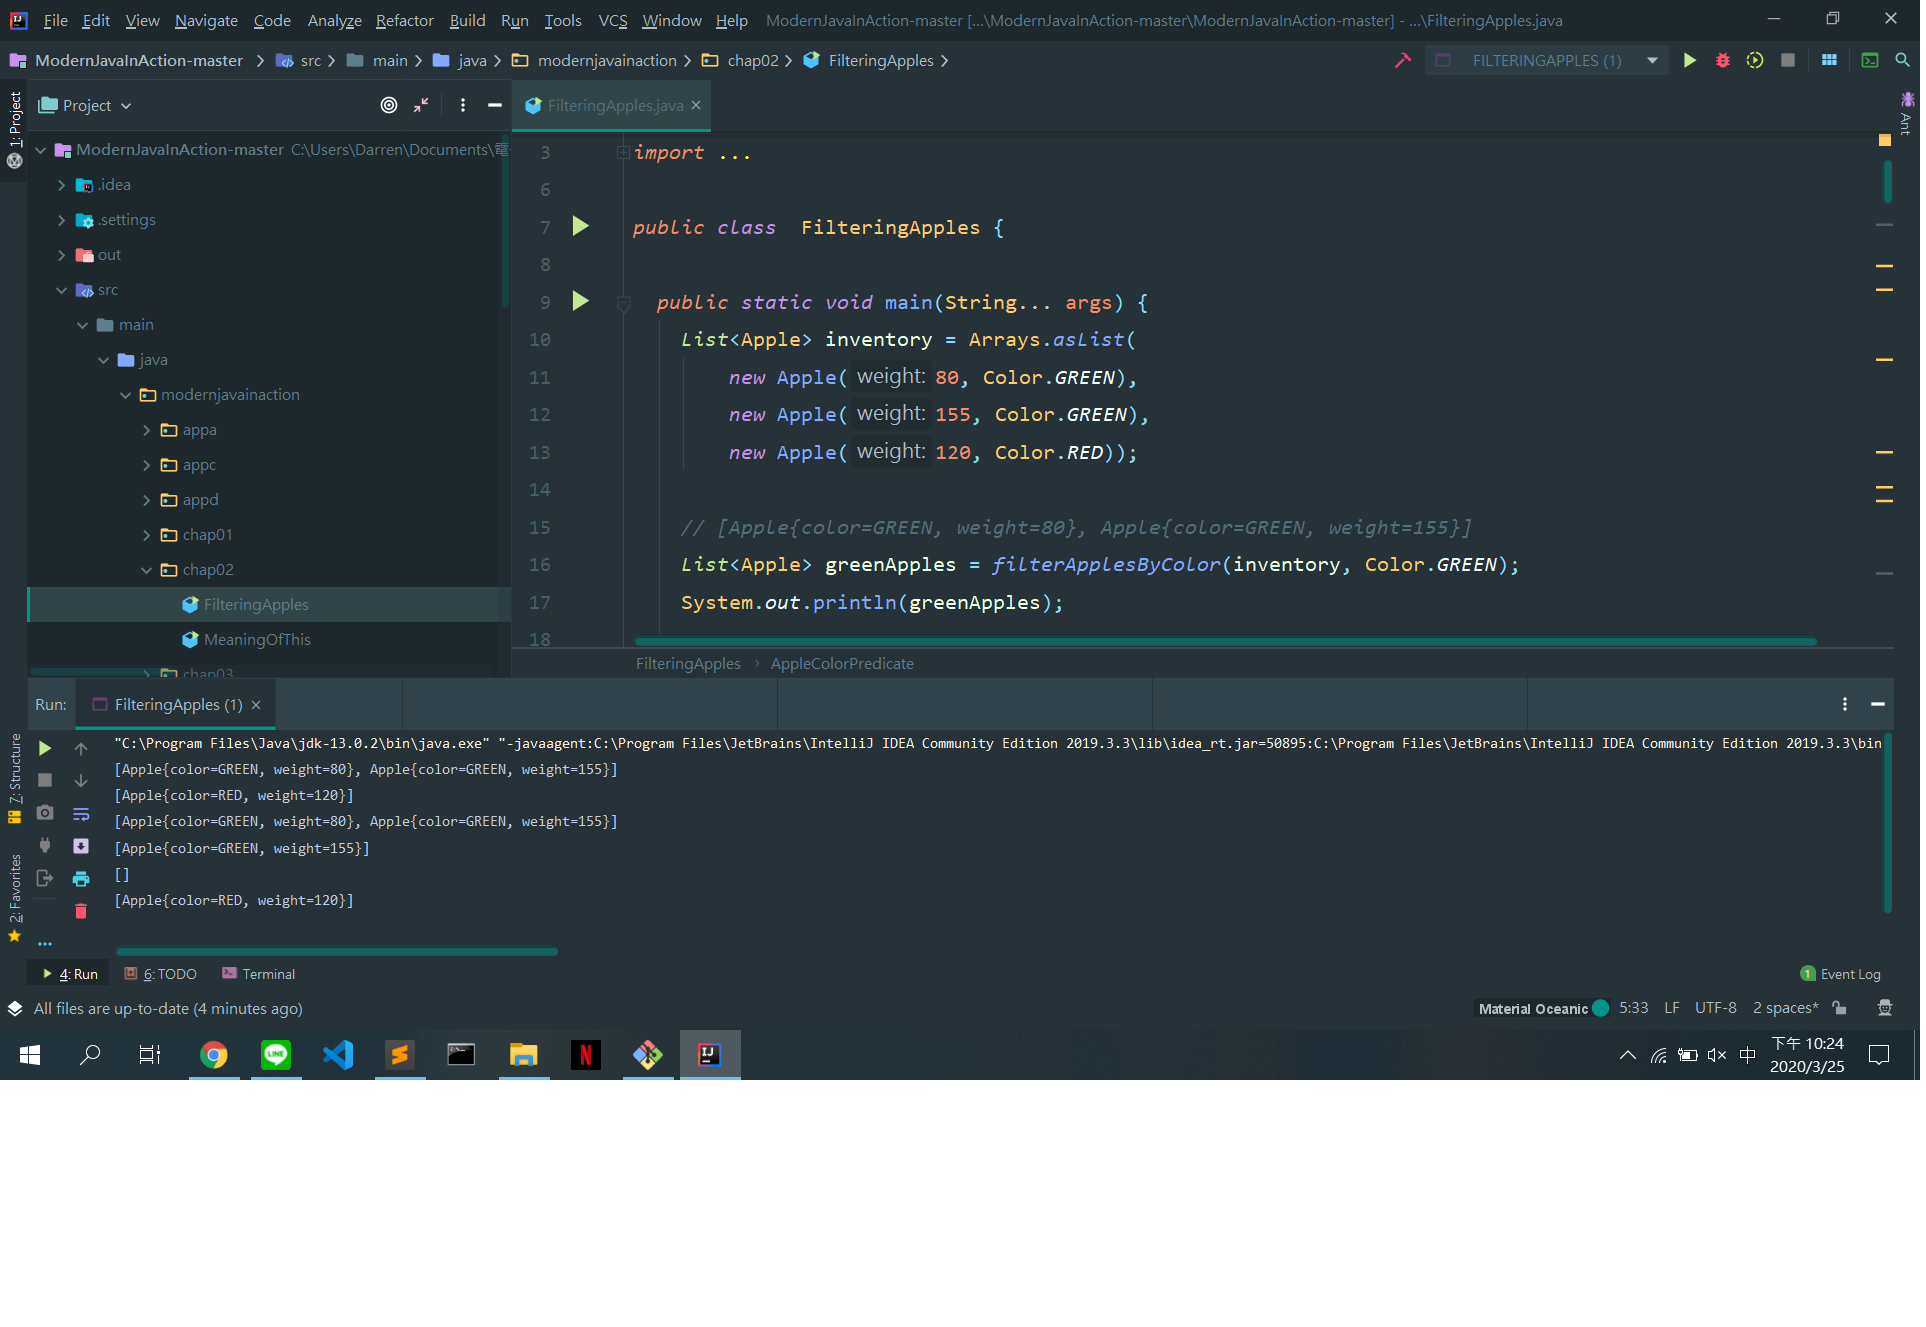 File Edit View Navigate Code Analyze Refactor Build Run Tools VCS Window Help ModernJavaInAction-master [...\ModernJavaInAction-master\ModernJavaInAction-master] - ...\FilteringApples.java
ModernJavaInAction-master src main java modernjavainaction chap02 FilteringApples FILTERINGAPPLES (1)
1: Project
Project
ModernJavaInAction-master C:\Users\Darren\Documents\電
.idea
.settings
out
src
main
java
modernjavainaction
appa
appc
appd
chap01
chap02
FilteringApples
MeaningOfThis
chap03
FilteringApples.java
Ant
3 import ...
6
7 public class FilteringApples {
8
9 public static void main(String... args) {
10 List<Apple> inventory = Arrays.asList(
11 new Apple( weight: 80, Color.GREEN),
12 new Apple( weight: 155, Color.GREEN),
13 new Apple( weight: 120, Color.RED));
14
15 // [Apple{color=GREEN, weight=80}, Apple{color=GREEN, weight=155}]
16 List<Apple> greenApples = filterApplesByColor(inventory, Color.GREEN);
17 System.out.println(greenApples);
18
FilteringApples › AppleColorPredicate
Run: FilteringApples (1)
7: Structure
2: Favorites
"C:\Program Files\Java\jdk-13.0.2\bin\java.exe" "-javaagent:C:\Program Files\JetBrains\IntelliJ IDEA Community Edition 2019.3.3\lib\idea_rt.jar=50895:C:\Program Files\JetBrains\IntelliJ IDEA Community Edition 2019.3.3\bin
[Apple{color=GREEN, weight=80}, Apple{color=GREEN, weight=155}]
[Apple{color=RED, weight=120}]
[Apple{color=GREEN, weight=80}, Apple{color=GREEN, weight=155}]
[Apple{color=GREEN, weight=155}]
[]
[Apple{color=RED, weight=120}]
4: Run 6: TODO Terminal 1 Event Log
All files are up-to-date (4 minutes ago) Material Oceanic 5:33 LF UTF-8 2 spaces*
LINE N IJ 中 下午 10:24
2020/3/25